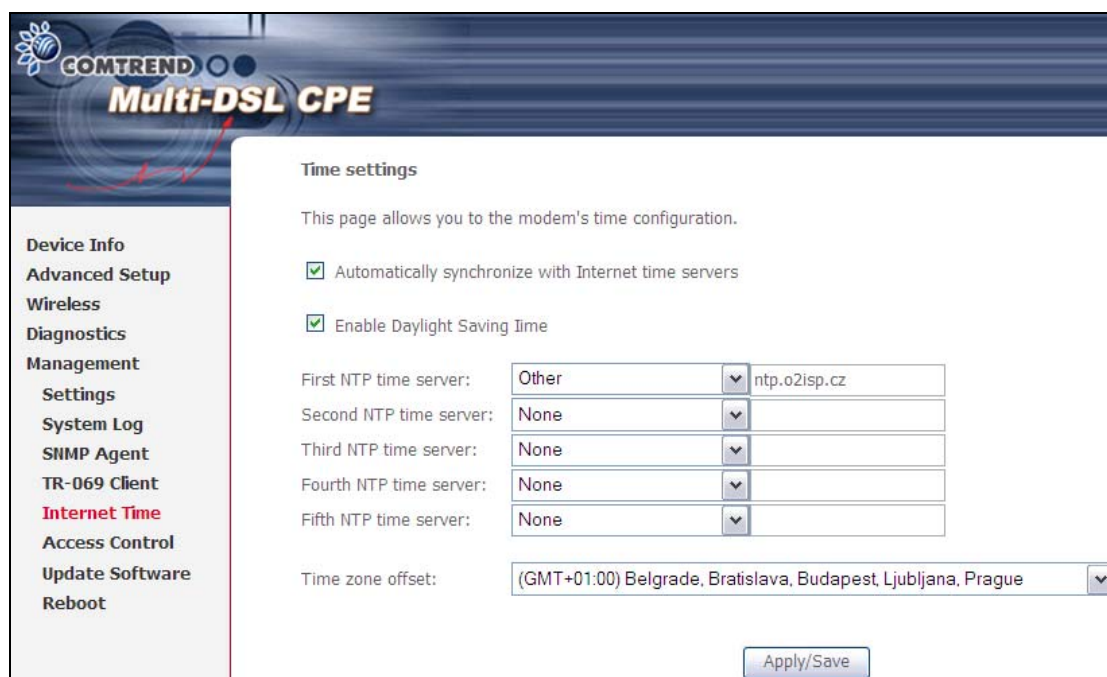 COMTREND
Multi-DSL CPE
Device Info
Advanced Setup
Wireless
Diagnostics
Management
Settings
System Log
SNMP Agent
TR-069 Client
Internet Time
Access Control
Update Software
Reboot
Time settings
This page allows you to the modem's time configuration.
Automatically synchronize with Internet time servers
Enable Daylight Saving Iime
First NTP time server: Other ntp.o2isp.cz
Second NTP time server: None
Third NTP time server: None
Fourth NTP time server: None
Fifth NTP time server: None
Time zone offset: (GMT+01:00) Belgrade, Bratislava, Budapest, Ljubljana, Prague
Apply/Save